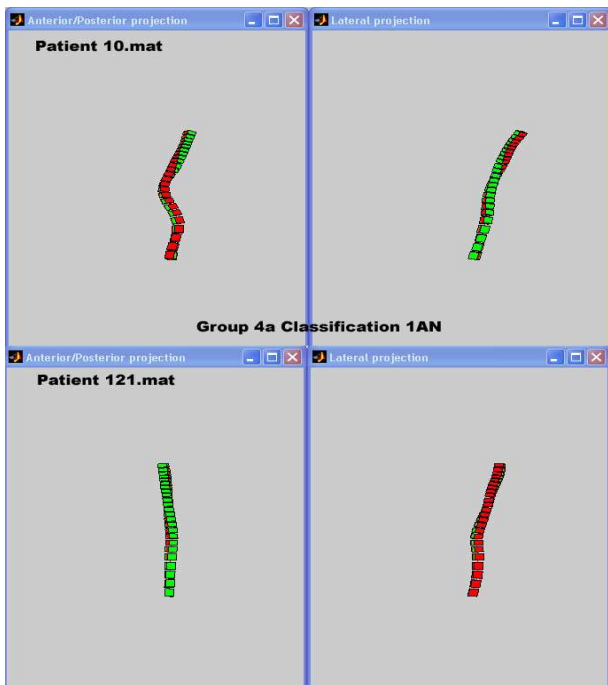 Anterior/Posterior projection
Lateral projection
Patient 10.mat
Group 4a Classification 1AN
Anterior/Posterior projection
Lateral projection
Patient 121.mat